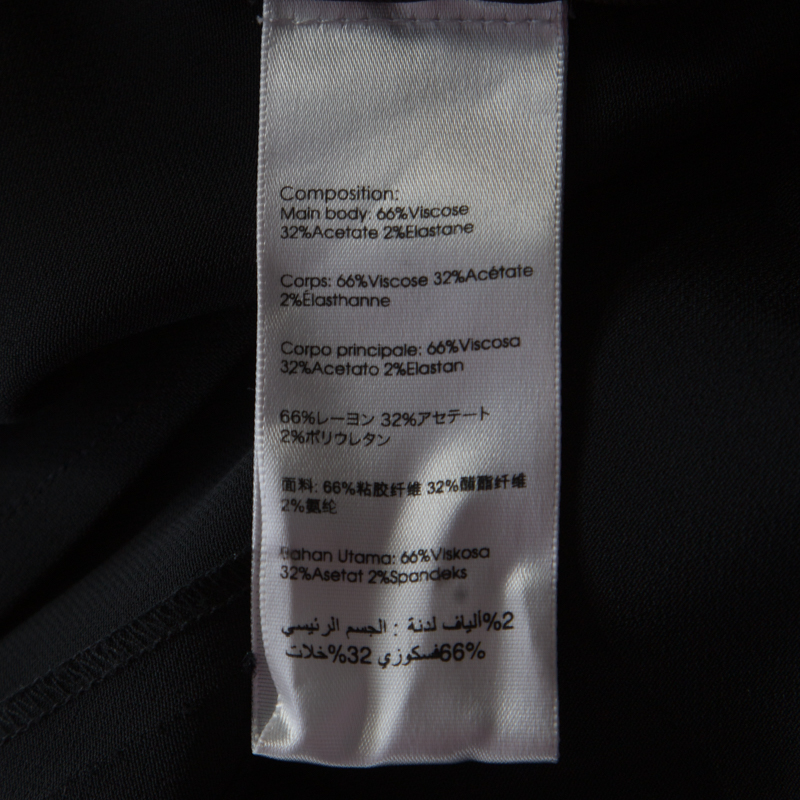 Composition:
Main body: 66%Viscose
32%Acetate 2%Elastane
Corps: 66%Viscose 32%Acétate
2%Élasthanne
Corpo principale: 66%Viscosa
32%Acetato 2%Elastan
66%レーヨン 32%アセテート
2%ポリウレタン
面料: 66%粘胶纤维 32%醋酯纤维
2%氨纶
Bahan Utama: 66%Viskosa
32%Asetat 2%Spandeks
%2ألياف لدنة : الجسم الرئيسي
66%فسكوزي 32%خلات